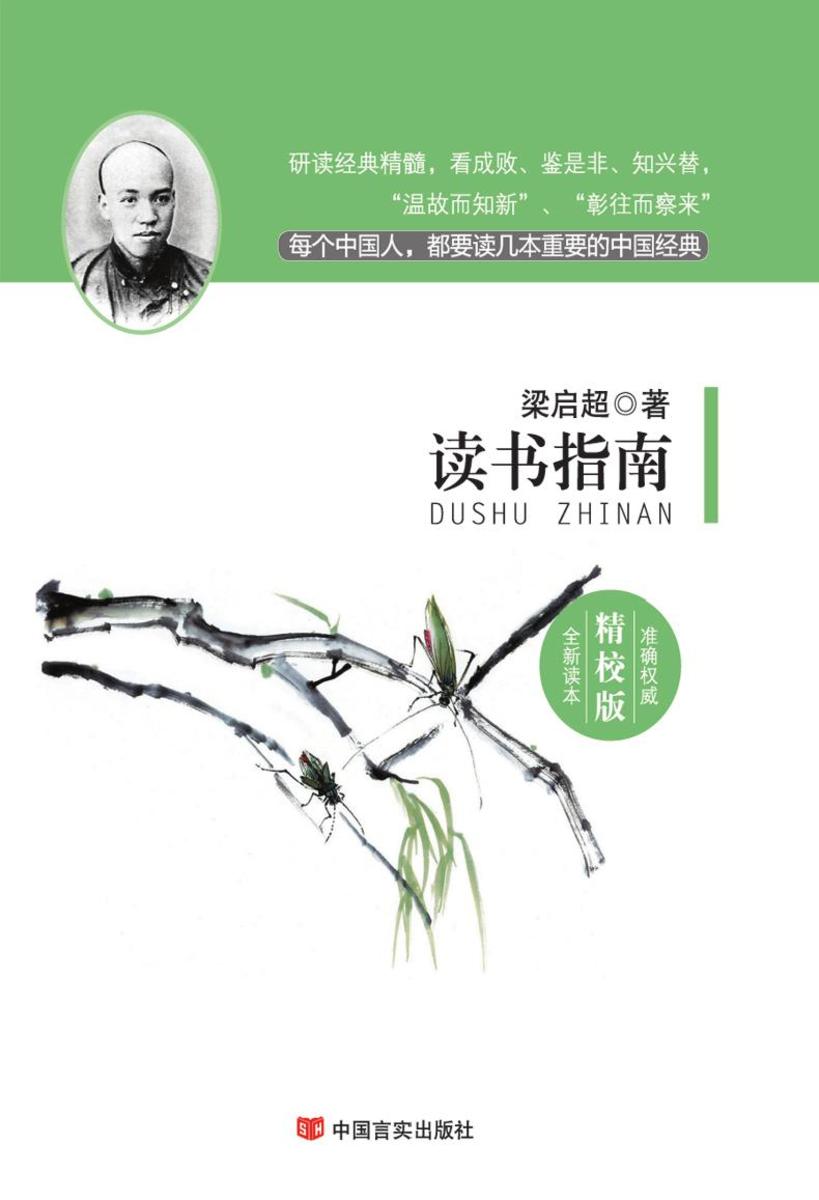 研读经典精髓，看成败、鉴是非、知兴替，
“温故而知新”、“彰往而察来”
每个中国人，都要读几本重要的中国经典
梁启超◎著
读书指南
DUSHU ZHINAN
准确权威
精校版
全新读本
SH 中国言实出版社